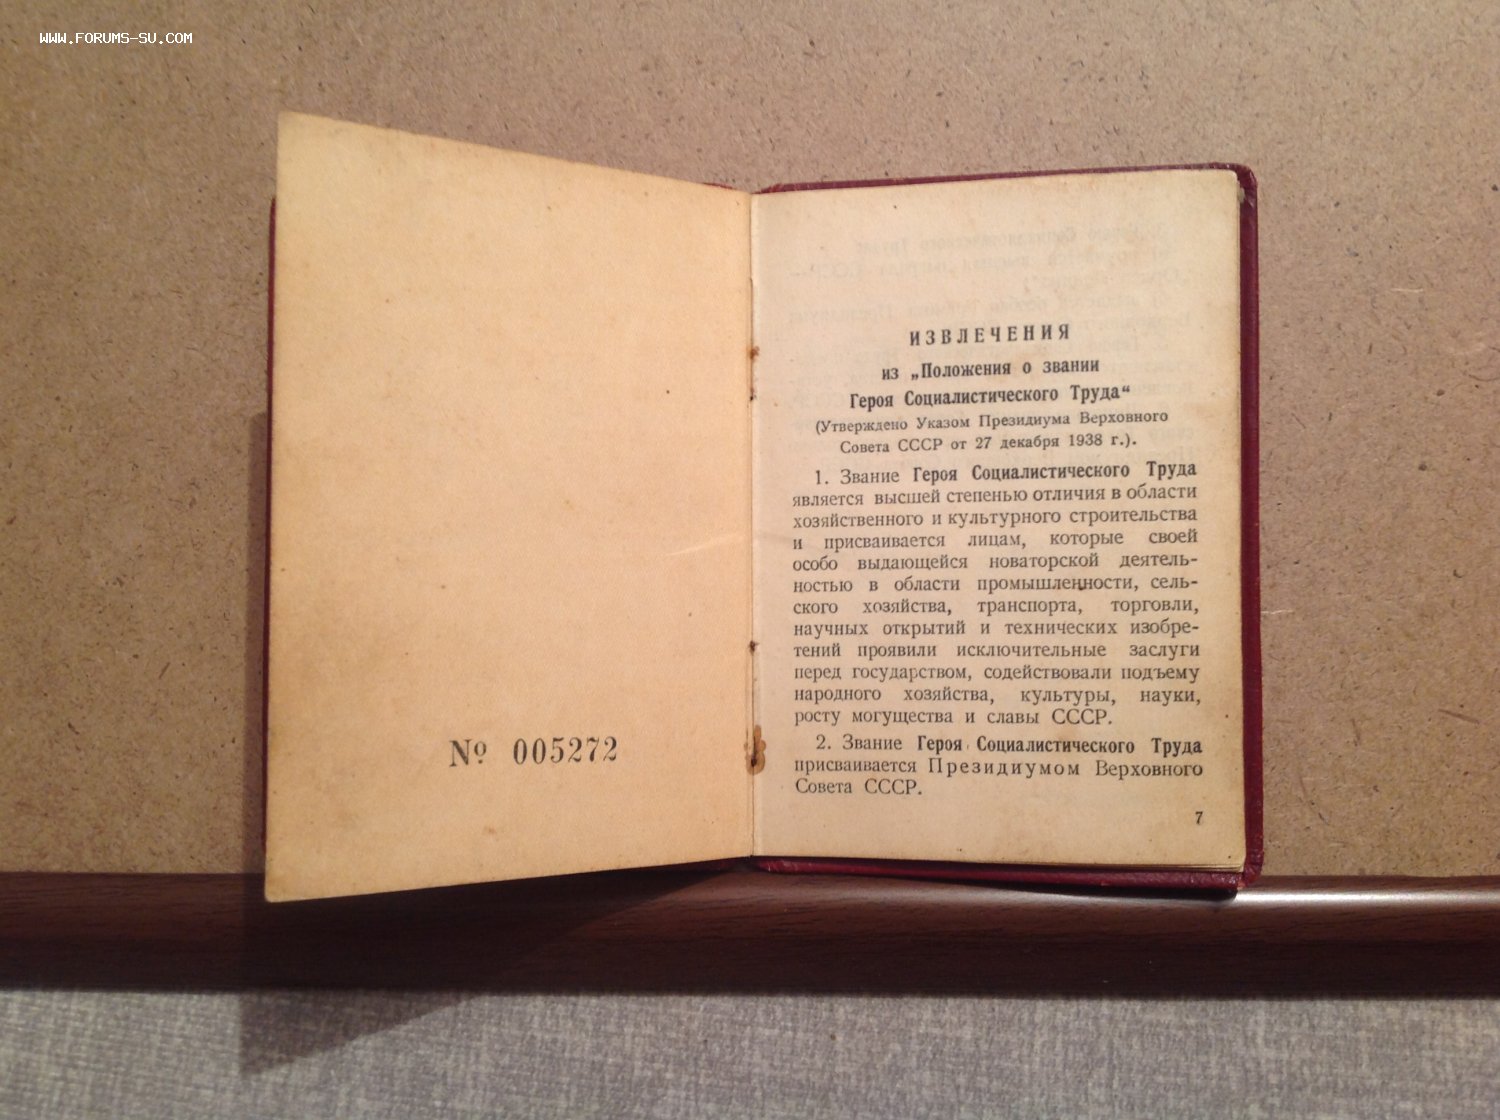 WWW.FORUMS-SU.COM
№ 005272
ИЗВЛЕЧЕНИЯ
из „Положения о звании
Героя Социалистического Труда“
(Утверждено Указом Президиума Верховного
Совета СССР от 27 декабря 1938 г.).
1. Звание Героя Социалистического Труда
является высшей степенью отличия в области
хозяйственного и культурного строительства
и присваивается лицам, которые своей
особо выдающейся новаторской деятель-
ностью в области промышленности, сель-
ского хозяйства, транспорта, торговли,
научных открытий и технических изобре-
тений проявили исключительные заслуги
перед государством, содействовали подъему
народного хозяйства, культуры, науки,
росту могущества и славы СССР.
2. Звание Героя Социалистического Труда
присваивается Президиумом Верховного
Совета СССР.
7